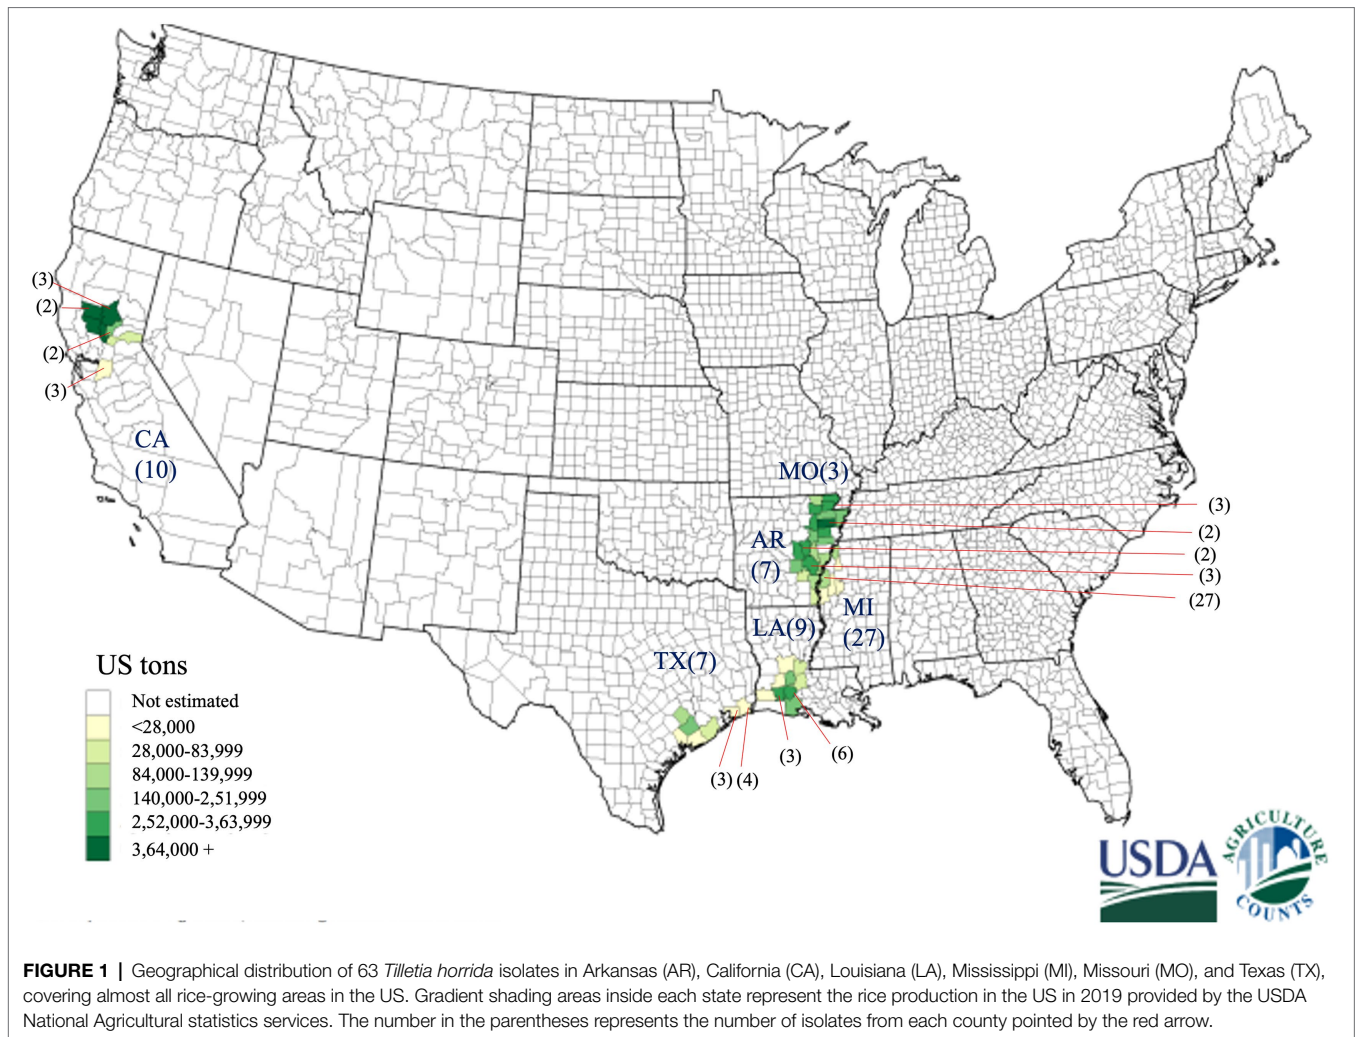 (3)
(2)
(2)
(3)
CA
(10)
MO(3)
AR
(7)
MI
(27)
LA(9)
TX(7)
(3)
(2)
(2)
(3)
(27)
(3)
(4)
(3)
(6)
US tons
Not estimated
<28,000
28,000-83,999
84,000-139,999
140,000-2,51,999
2,52,000-3,63,999
3,64,000 +
USDA
AGRICULTURE
COUNTS
FIGURE 1 | Geographical distribution of 63 Tilletia horrida isolates in Arkansas (AR), California (CA), Louisiana (LA), Mississippi (MI), Missouri (MO), and Texas (TX),
covering almost all rice-growing areas in the US. Gradient shading areas inside each state represent the rice production in the US in 2019 provided by the USDA
National Agricultural statistics services. The number in the parentheses represents the number of isolates from each county pointed by the red arrow.